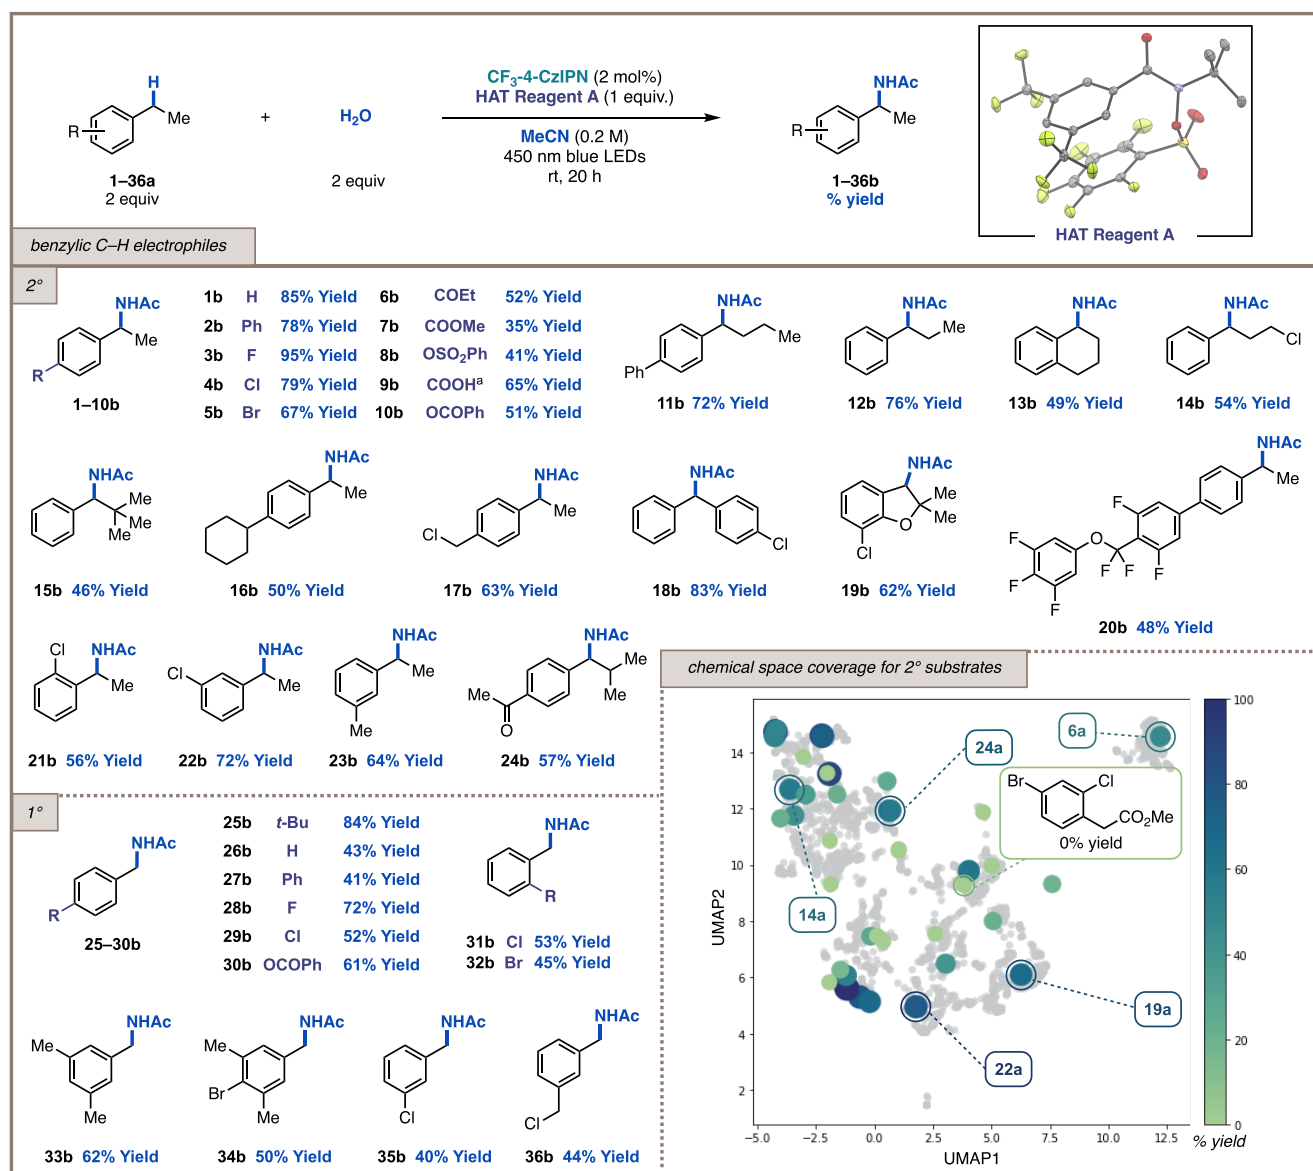 H
R
Me
1–36a
2 equiv
+
H2O
2 equiv
CF3-4-CzIPN (2 mol%)
HAT Reagent A (1 equiv.)
MeCN (0.2 M)
450 nm blue LEDs
rt, 20 h
NHAc
R
Me
1–36b
% yield
HAT Reagent A
benzylic C–H electrophiles
2°
NHAc
Me
R
1–10b
1b H 85% Yield 6b COEt 52% Yield
2b Ph 78% Yield 7b COOMe 35% Yield
3b F 95% Yield 8b OSO2Ph 41% Yield
4b Cl 79% Yield 9b COOHa 65% Yield
5b Br 67% Yield 10b OCOPh 51% Yield
NHAc
Me
Ph
11b 72% Yield
NHAc
Me
12b 76% Yield
NHAc
13b 49% Yield
NHAc
Cl
14b 54% Yield
NHAc
Me
Me
Me
15b 46% Yield
NHAc
Me
16b 50% Yield
NHAc
Me
Cl
17b 63% Yield
NHAc
Cl
18b 83% Yield
NHAc
Me
Me
O
Cl
19b 62% Yield
NHAc
Me
F
F
O
F
F
F
F
F
20b 48% Yield
Cl
NHAc
Me
21b 56% Yield
NHAc
Cl
Me
22b 72% Yield
NHAc
Me
Me
23b 64% Yield
NHAc
Me
Me
Me
O
24b 57% Yield
1°
NHAc
R
25–30b
25b t-Bu 84% Yield
26b H 43% Yield
27b Ph 41% Yield
28b F 72% Yield
29b Cl 52% Yield
30b OCOPh 61% Yield
NHAc
R
31b Cl 53% Yield
32b Br 45% Yield
NHAc
Me
Me
33b 62% Yield
NHAc
Me
Br
Me
34b 50% Yield
NHAc
Cl
35b 40% Yield
NHAc
Cl
36b 44% Yield
chemical space coverage for 2° substrates
24a
6a
Br
Cl
CO2Me
0% yield
14a
19a
22a
UMAP2
14
12
10
8
6
4
2
−5.0 −2.5 0.0 2.5 5.0 7.5 10.0 12.5
UMAP1
100
80
60
40
20
0
% yield